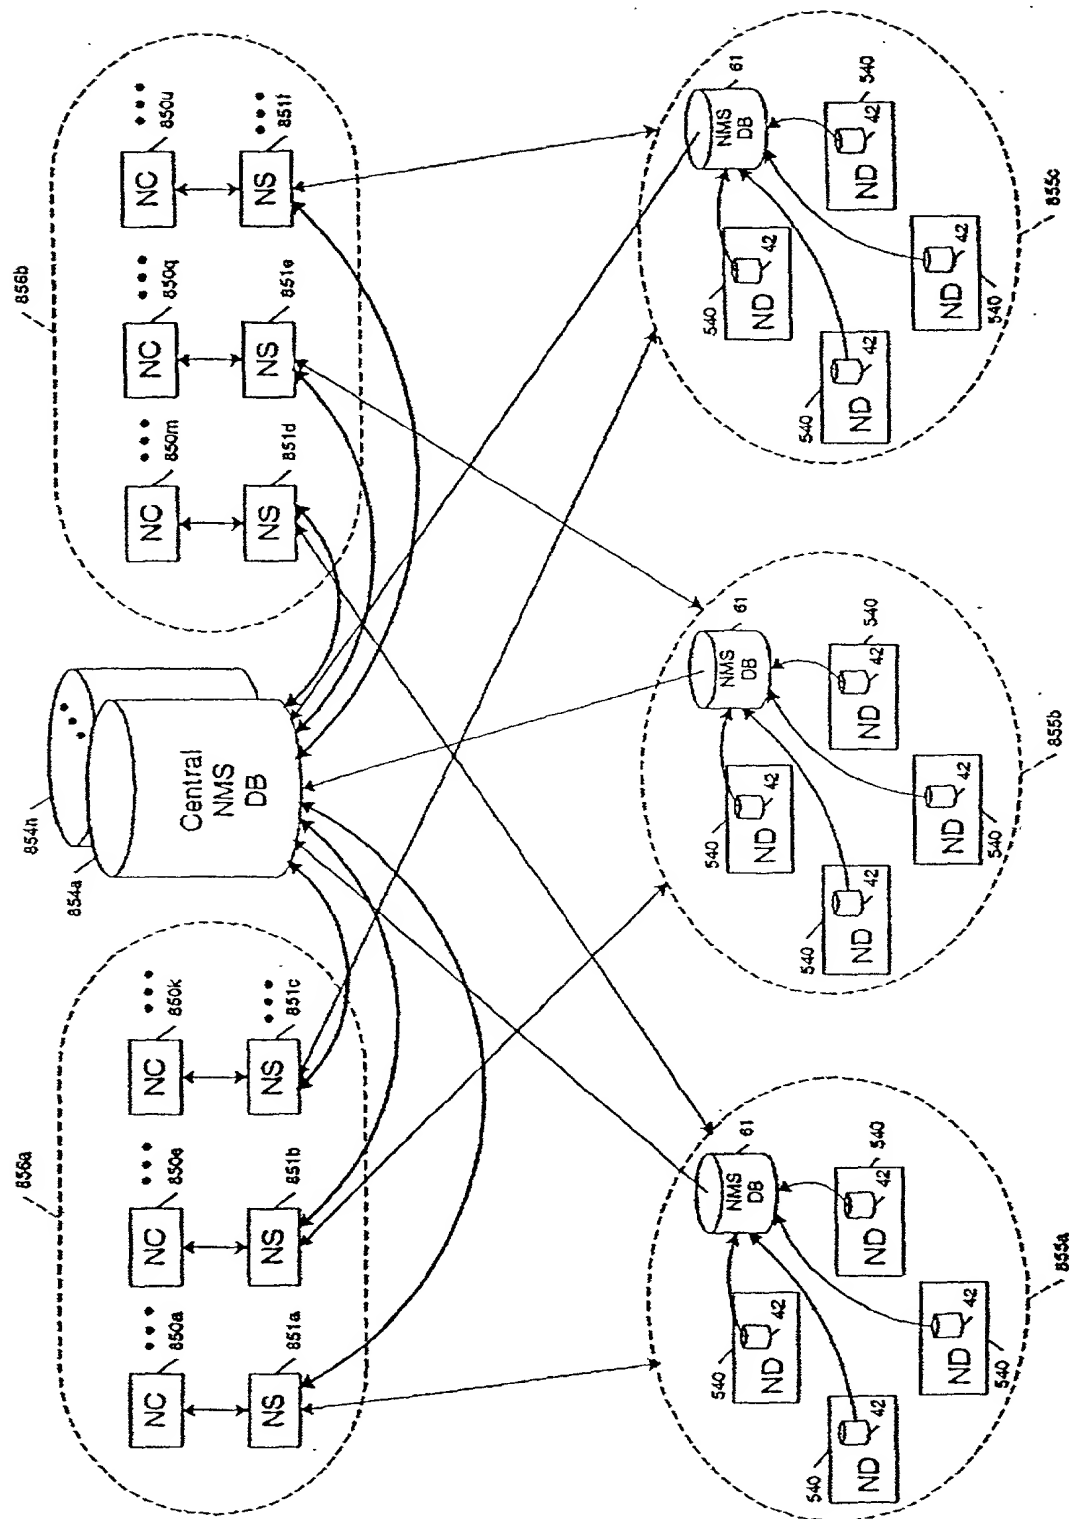 856a
854n
854a
856b
850a
850e
850k
850m
850q
850u
NC
NC
NC
NC
NC
NC
Central
NMS
DB
851a
851b
851c
851d
851e
851f
NS
NS
NS
NS
NS
NS
61
NMS
DB
540
42
ND
540
42
ND
540
42
ND
540
42
ND
855a
61
NMS
DB
540
42
ND
540
42
ND
540
42
ND
540
42
ND
855b
61
NMS
DB
540
42
ND
540
42
ND
540
42
ND
540
42
ND
855c